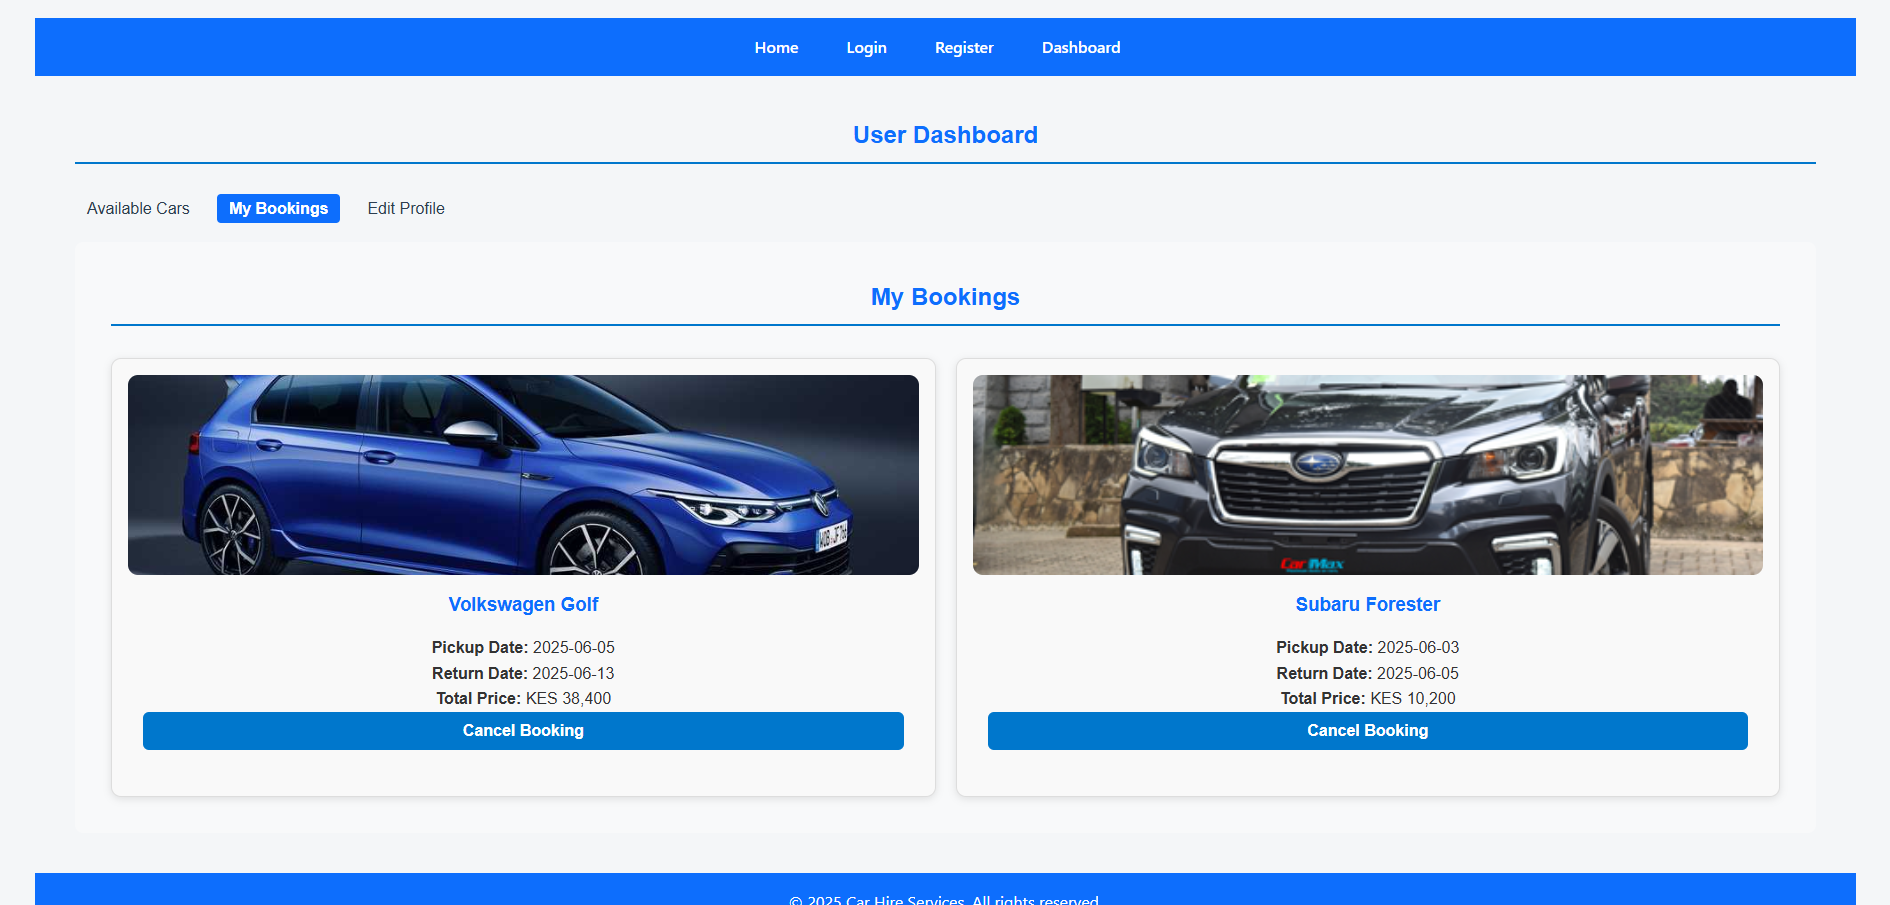 Home Login Register Dashboard
User Dashboard
Available Cars My Bookings Edit Profile
My Bookings
WOB
CarMax
Volkswagen Golf
Pickup Date: 2025-06-05
Return Date: 2025-06-13
Total Price: KES 38,400
Cancel Booking
Subaru Forester
Pickup Date: 2025-06-03
Return Date: 2025-06-05
Total Price: KES 10,200
Cancel Booking
© 2025 Car Hire Services. All rights reserved.